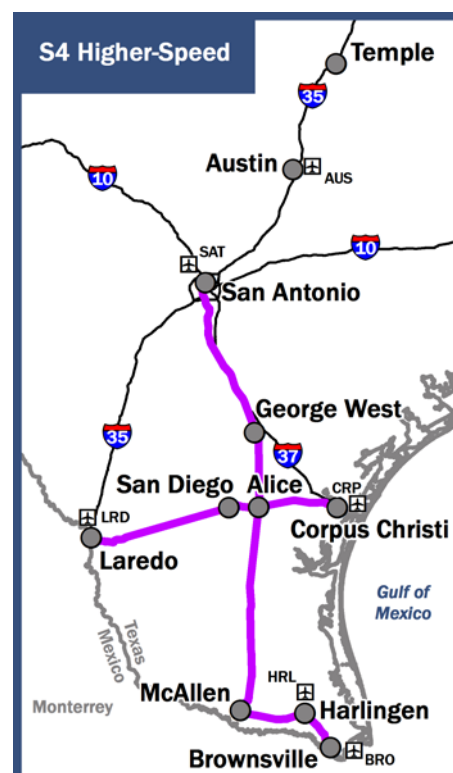 S4 Higher-Speed
Temple
35
Austin
AUS
10
SAT
10
San Antonio
George West
35
37
San Diego
Alice
CRP
LRD
Corpus Christi
Laredo
Gulf of
Mexico
Texas
Mexico
McAllen
HRL
Monterrey
Harlingen
Brownsville
BRO